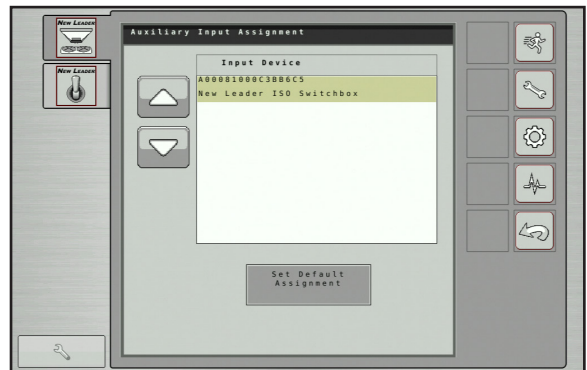 NEW LEADER
NEW LEADER
Auxiliary Input Assignment
Input Device
A00081000C3BB6C5
New Leader ISO Switchbox
Set Default
Assignment